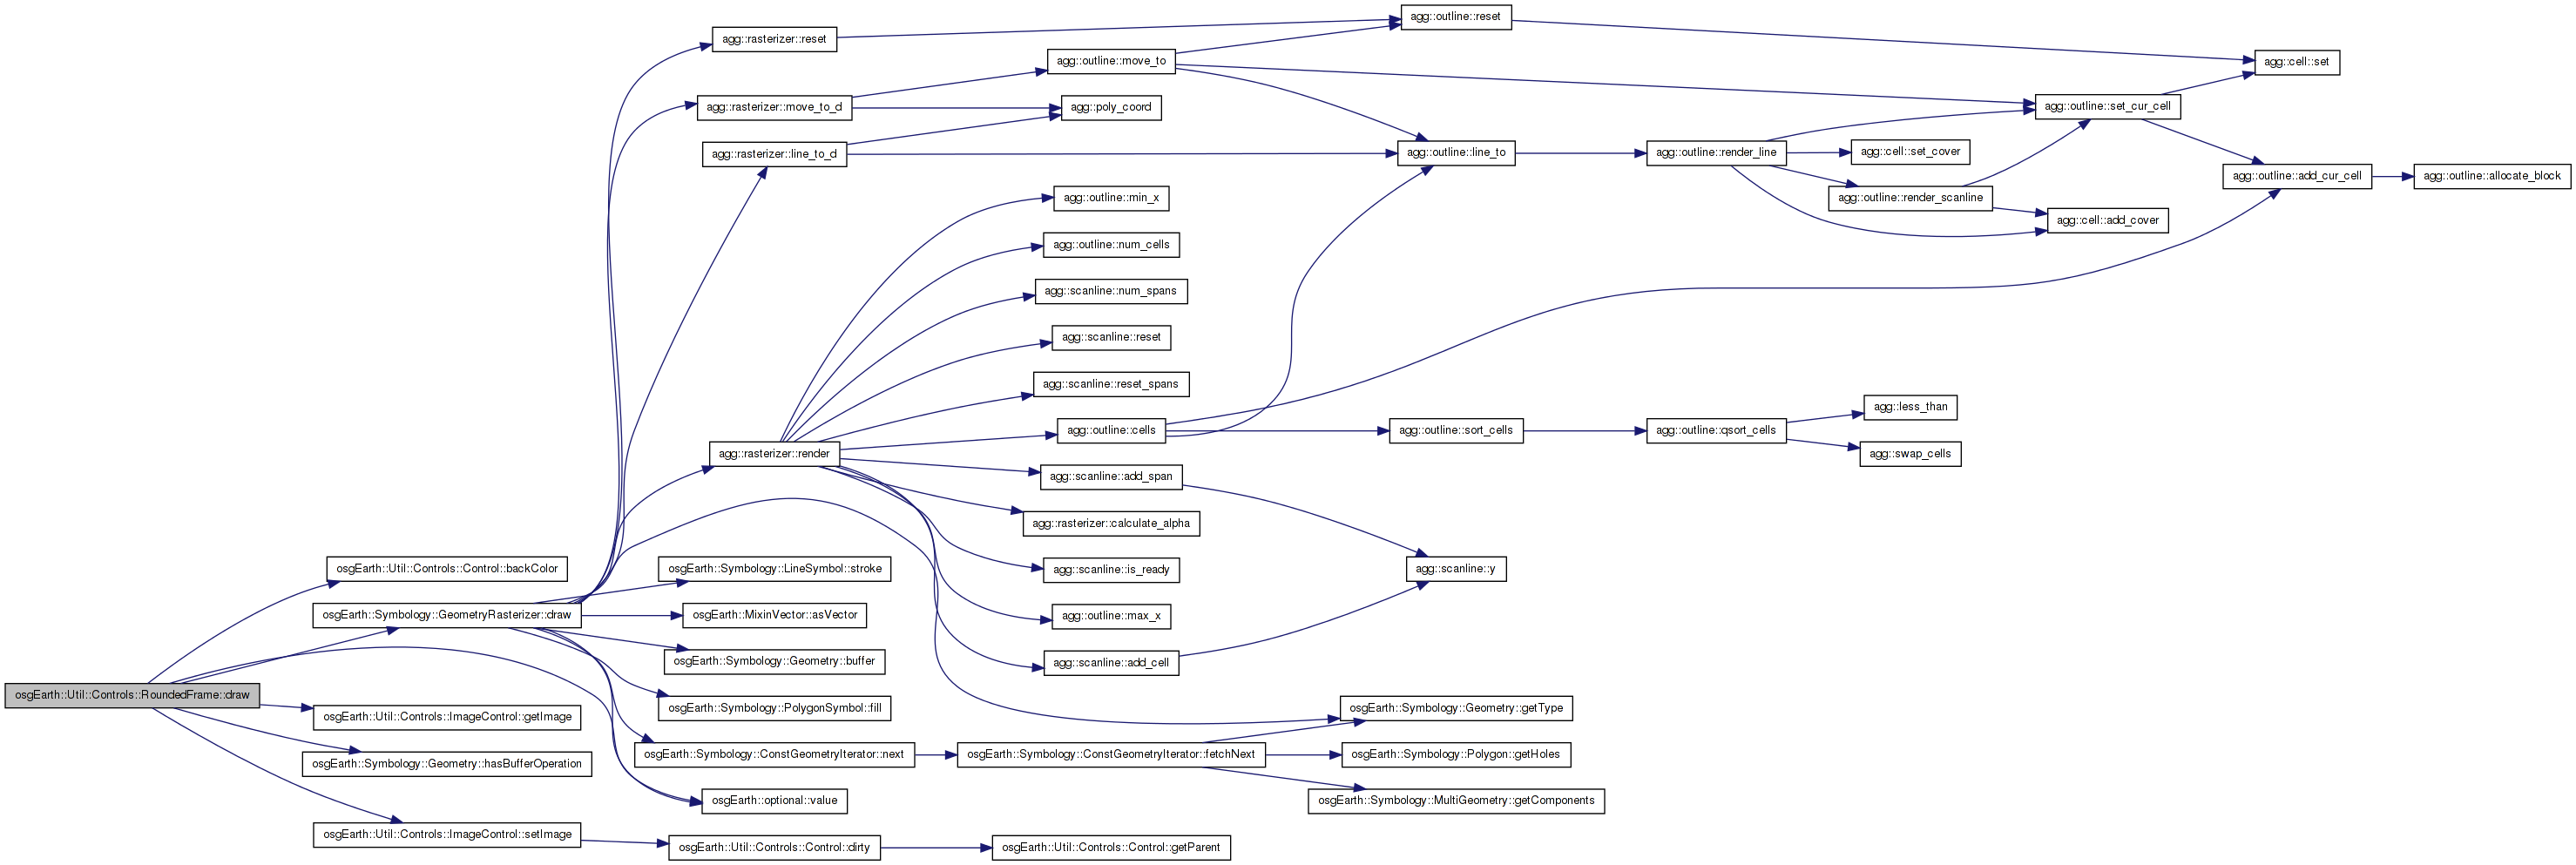 agg::outline::reset
agg::rasterizer::reset
agg::outline::move_to
agg::cell::set
agg::rasterizer::move_to_d
agg::poly_coord
agg::outline::set_cur_cell
agg::rasterizer::line_to_d
agg::outline::line_to
agg::outline::render_line
agg::cell::set_cover
agg::outline::add_cur_cell
agg::outline::allocate_block
agg::outline::min_x
agg::outline::render_scanline
agg::cell::add_cover
agg::outline::num_cells
agg::scanline::num_spans
agg::scanline::reset
agg::scanline::reset_spans
agg::less_than
agg::outline::cells
agg::outline::sort_cells
agg::outline::qsort_cells
agg::rasterizer::render
agg::swap_cells
agg::scanline::add_span
agg::rasterizer::calculate_alpha
osgEarth::Util::Controls::Control::backColor
osgEarth::Symbology::LineSymbol::stroke
agg::scanline::is_ready
agg::scanline::y
osgEarth::Symbology::GeometryRasterizer::draw
osgEarth::MixinVector::asVector
agg::outline::max_x
osgEarth::Symbology::Geometry::buffer
agg::scanline::add_cell
osgEarth::Util::Controls::RoundedFrame::draw
osgEarth::Util::Controls::ImageControl::getImage
osgEarth::Symbology::PolygonSymbol::fill
osgEarth::Symbology::Geometry::getType
osgEarth::Symbology::Geometry::hasBufferOperation
osgEarth::Symbology::ConstGeometryIterator::next
osgEarth::Symbology::ConstGeometryIterator::fetchNext
osgEarth::Symbology::Polygon::getHoles
osgEarth::optional::value
osgEarth::Symbology::MultiGeometry::getComponents
osgEarth::Util::Controls::ImageControl::setImage
osgEarth::Util::Controls::Control::dirty
osgEarth::Util::Controls::Control::getParent